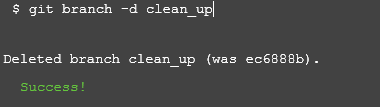 $ git branch -d clean_up
Deleted branch clean_up (was ec6888b).
Success!